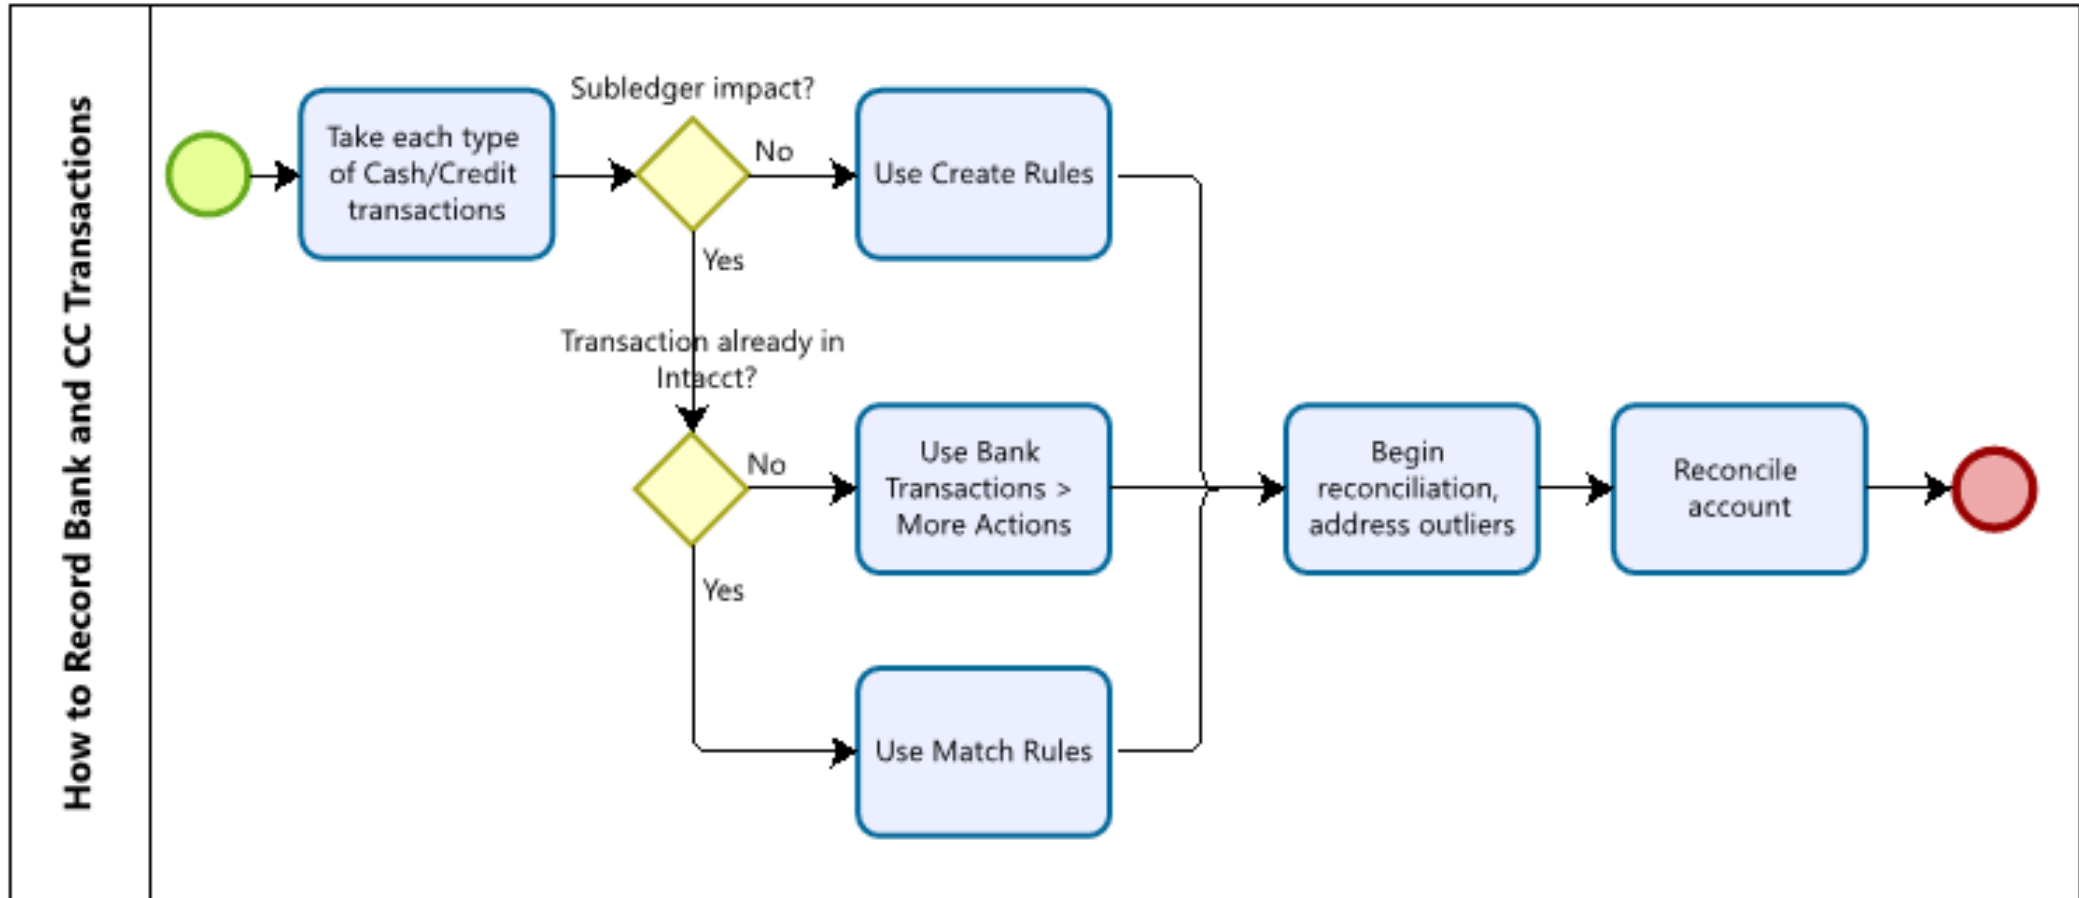 How to Record Bank and CC Transactions
Take each type
of Cash/Credit
transactions
Subledger impact?
No
Use Create Rules
Yes
Transaction already in
Intacct?
No
Use Bank
Transactions >
More Actions
Begin
reconciliation,
address outliers
Reconcile
account
Yes
Use Match Rules